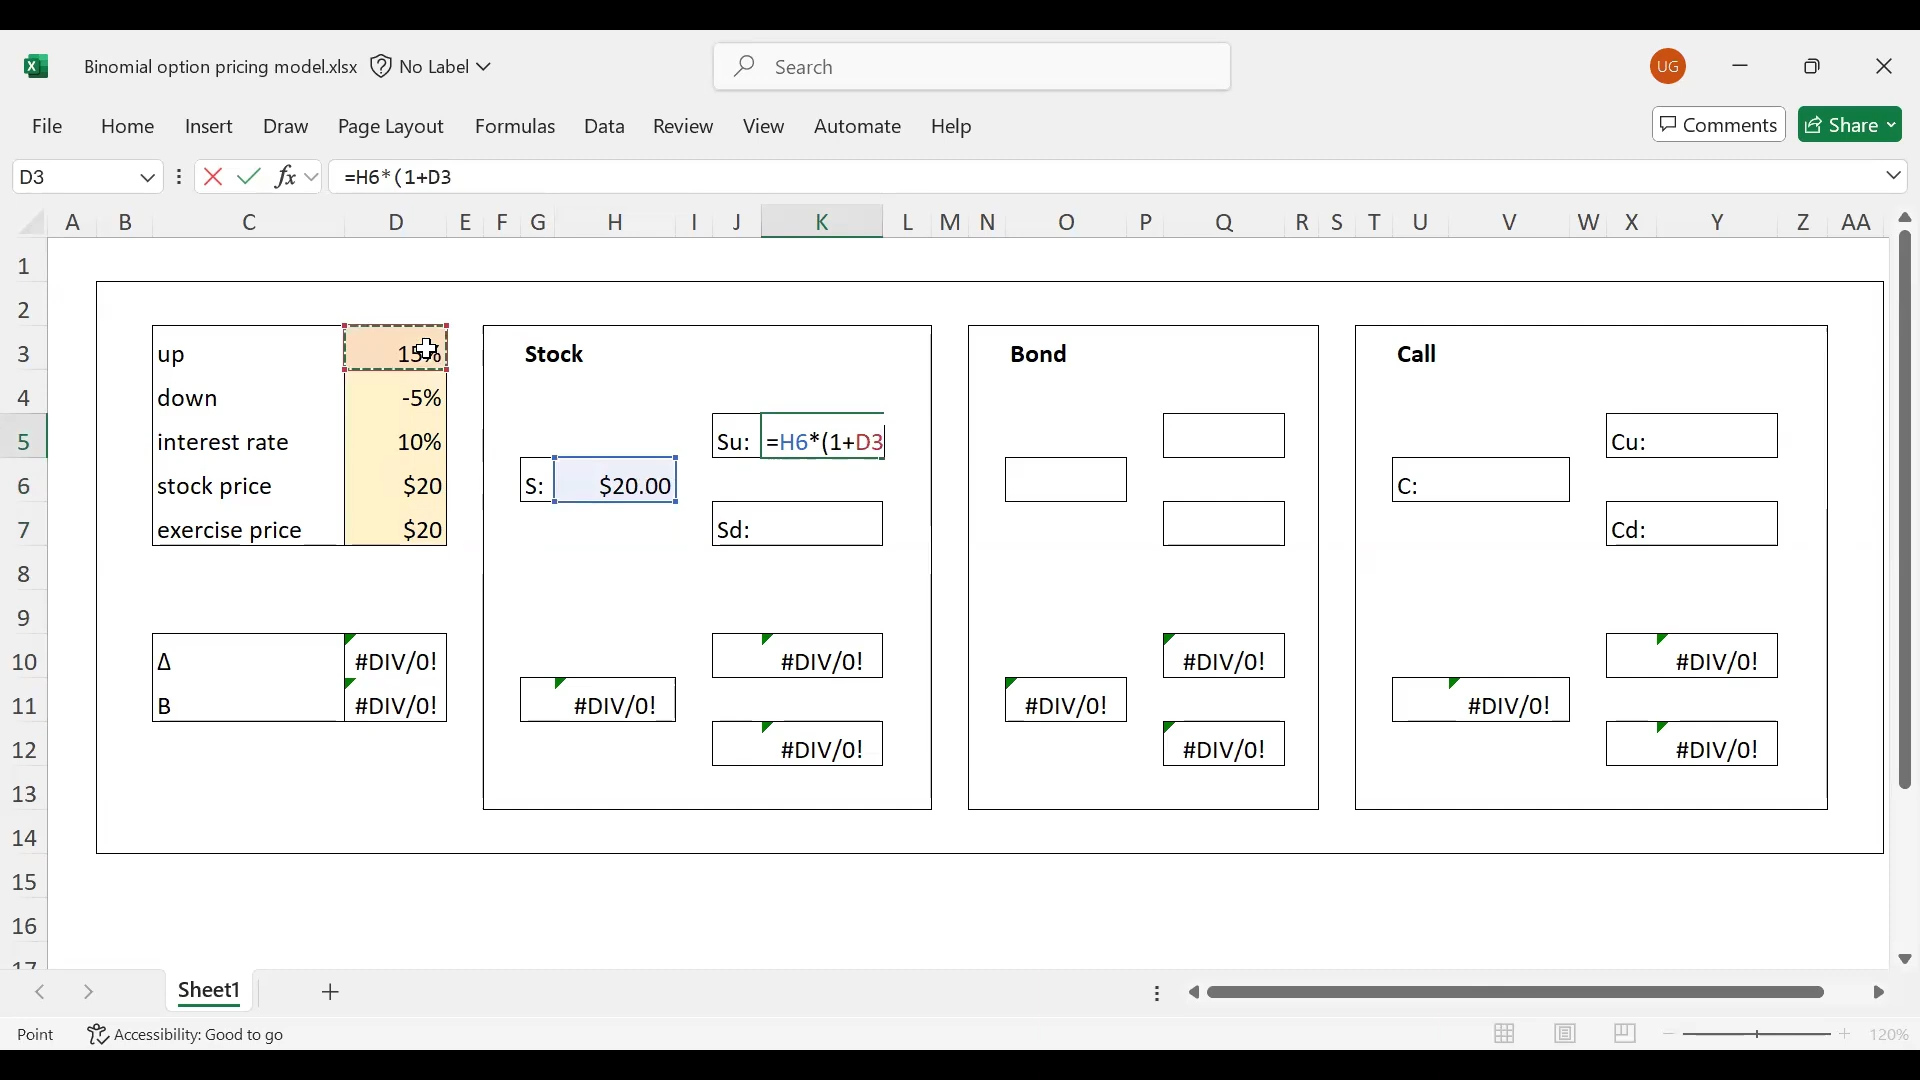 Binomial option pricing model.xlsx No Label
Search
UG
File Home Insert Draw Page Layout Formulas Data Review View Automate Help
Comments Share
D3 fx =H6*(1+D3
A B C D E F G H I J K L M N O P Q R S T U V W X Y Z AA
1
2
3 up 15% Stock Bond Call
4 down -5%
5 interest rate 10% Su: =H6*(1+D3 Cu:
6 stock price $20 S: $20.00 C:
7 exercise price $20 Sd: Cd:
8
9
10 Δ #DIV/0! #DIV/0! #DIV/0! #DIV/0!
11 B #DIV/0! #DIV/0! #DIV/0! #DIV/0!
12 #DIV/0! #DIV/0! #DIV/0!
13
14
15
16
17
Sheet1
Point Accessibility: Good to go 120%